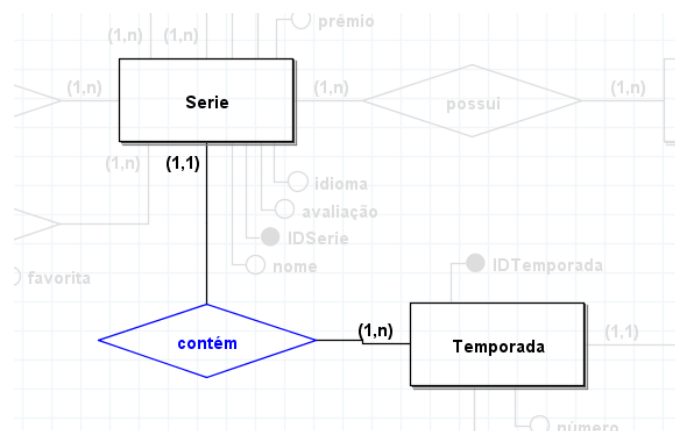 prêmio
(1,n) (1,n)
(1,n) Serie (1,n) possui (1,n)
(1,n) (1,1)
idioma
avaliação
IDSerie
nome
IDTemporada
favorita
contém (1,n) Temporada (1,1)
número